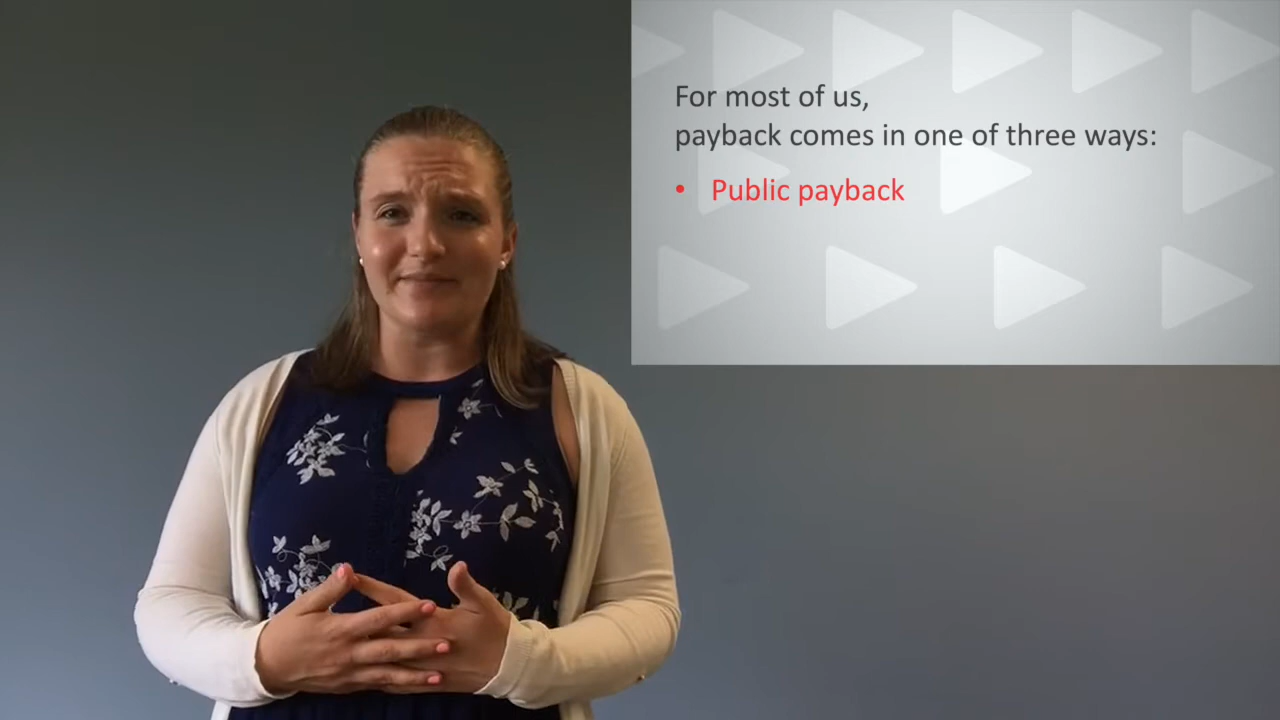 For most of us,
payback comes in one of three ways:
• Public payback